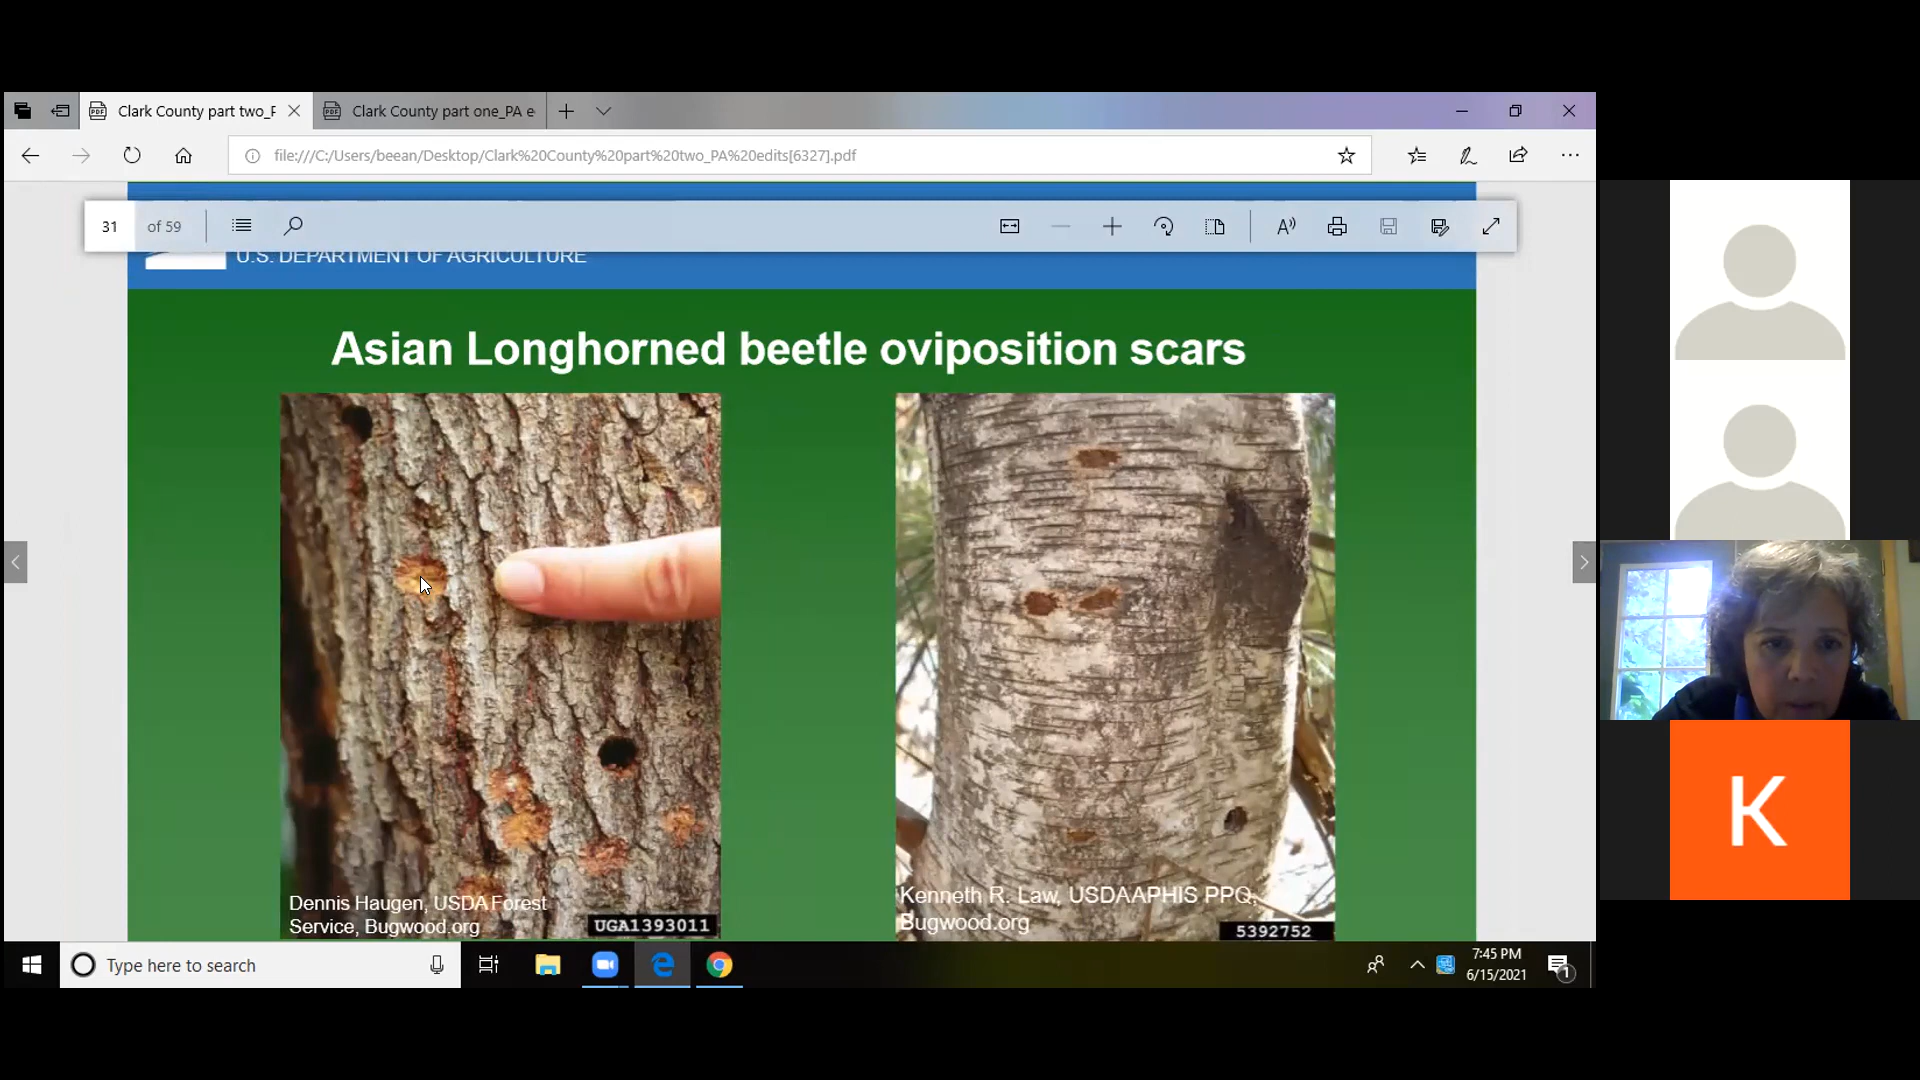 Clark County part two_P
Clark County part one_PA e
file:///C:/Users/beean/Desktop/Clark%20County%20part%20two_PA%20edits[6327].pdf
31 of 59
U.S. DEPARTMENT OF AGRICULTURE
Asian Longhorned beetle oviposition scars
Dennis Haugen, USDA Forest
Service, Bugwood.org
UGA1393011
Kenneth R. Law, USDAAPHIS PPQ,
Bugwood.org
5392752
K
Type here to search
7:45 PM
6/15/2021
1